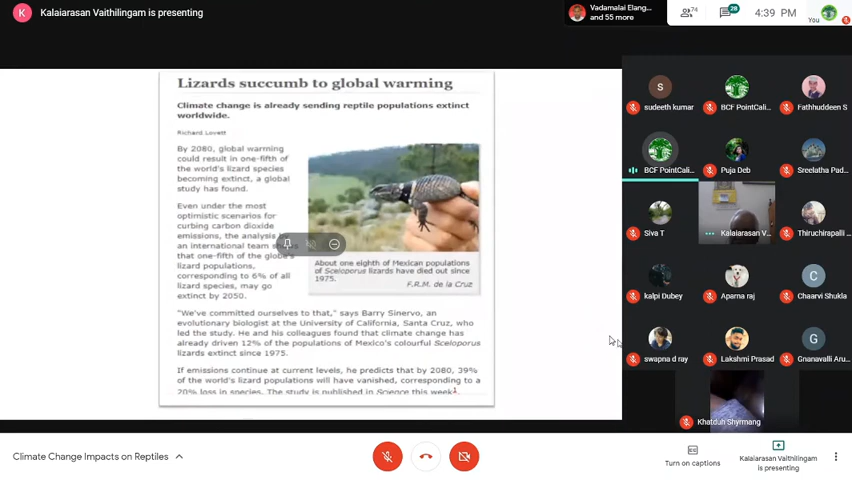 K Kalaiarasan Vaithilingam is presenting
Vadamalai Elang...
and 55 more
74
28
4:39 PM
You
Lizards succumb to global warming
Climate change is already sending reptile populations extinct
worldwide.
Richard Lovett
By 2080, global warming
could result in one-fifth of
the world's lizard species
becoming extinct, a global
study has found.
Even under the most
optimistic scenarios for
curbing carbon dioxide
emissions, the analysis by
an international team
that one-fifth of the globe's
lizard populations,
corresponding to 6% of all
lizard species, may go
extinct by 2050.
About one eighth of Mexican populations
of Sceloporus lizards have died out since
1975.
F.R.M. de la Cruz
"We've committed ourselves to that," says Barry Sinervo, an
evolutionary biologist at the University of California, Santa Cruz, who
led the study. He and his colleagues found that climate change has
already driven 12% of the populations of Mexico's colourful Sceloporus
lizards extinct since 1975.
If emissions continue at current levels, he predicts that by 2080, 39%
of the world's lizard populations will have vanished, corresponding to a
20% loss in species. The study is published in Science this week1.
S
sudeeth kumar
BCF PointCali...
Fathhuddeen S
BCF PointCali...
Puja Deb
Sreelatha Pad...
Siva T
Kalaiarasan V...
Thiruchirapalli ...
kalpi Dubey
Aparna raj
C
Chaarvi Shukla
swapna d ray
Lakshmi Prasad
G
Gnanavalli Aru...
Khatduh Shyrmang
Climate Change Impacts on Reptiles
Turn on captions
Kalaiarasan Vaithilingam
is presenting